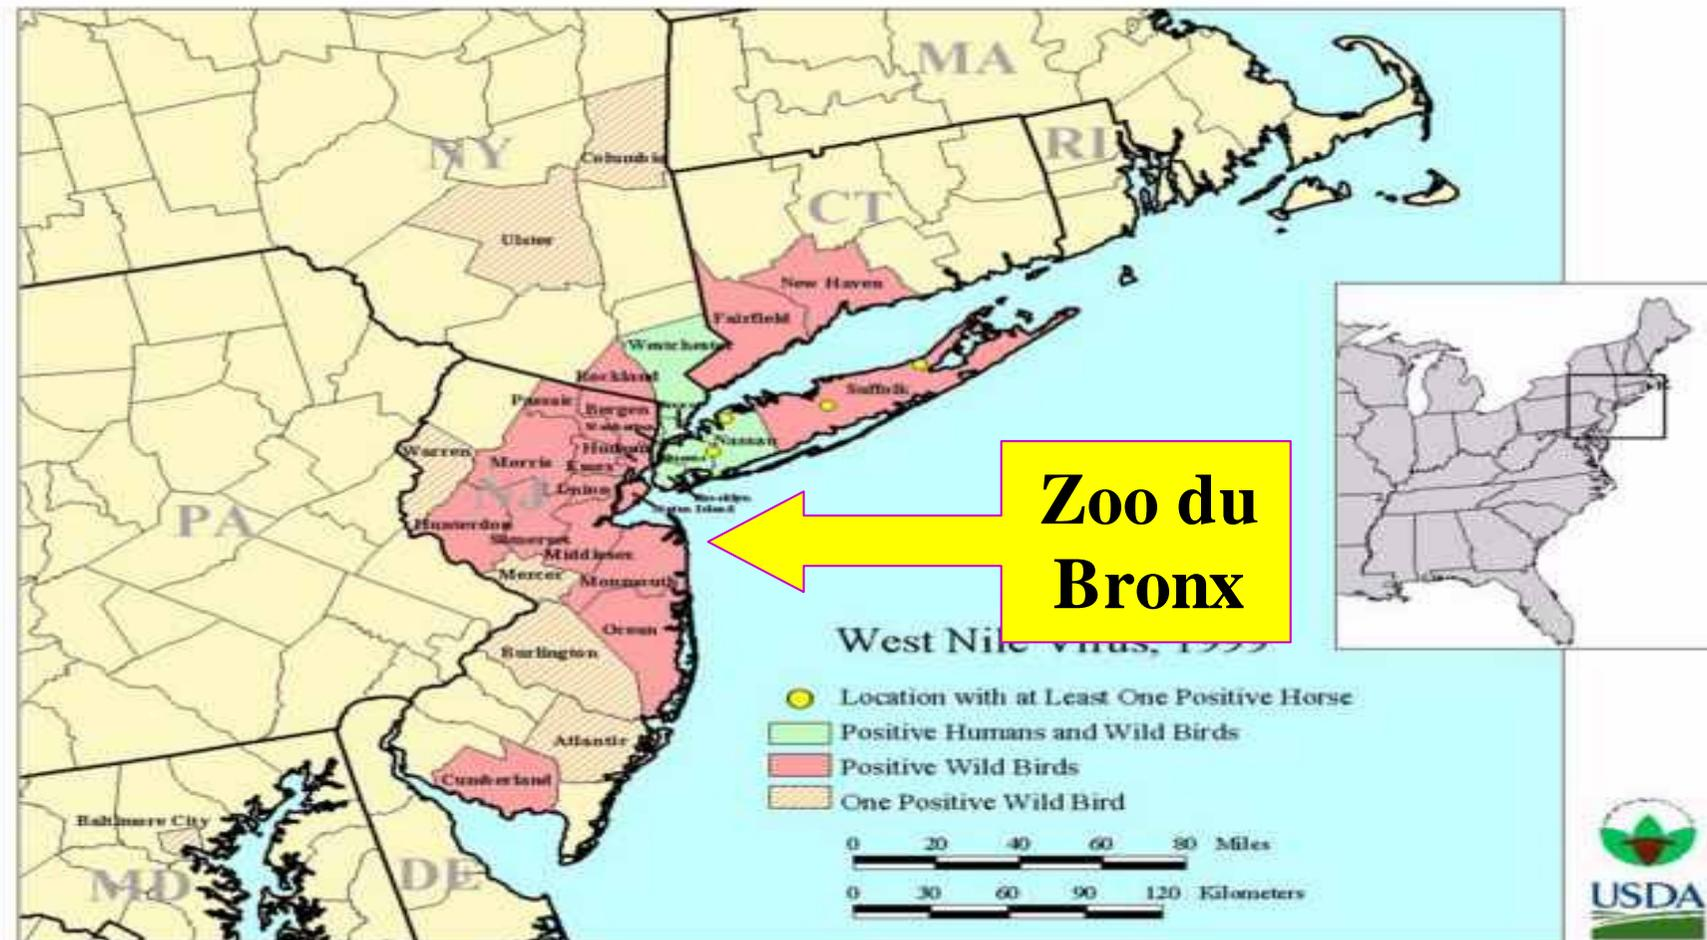 MA
NY
Columbia
RI
CT
Ulster
New Haven
Fairfield
Westchester
Rockland
Passaic
Bergen
Suffolk
Nassau
Warren
Hudson
Morris
Essex
NJ
Union
PA
Hunterdon
Somerset
Middlesex
Mercer
Monmouth
Ocean
Burlington
Atlantic
Cumberland
Baltimore City
MD
DE
Staten Island
Zoo du
Bronx
West Nile Virus, 1999
Location with at Least One Positive Horse
Positive Humans and Wild Birds
Positive Wild Birds
One Positive Wild Bird
0 20 40 60 80 Miles
0 30 60 90 120 Kilometers
USDA